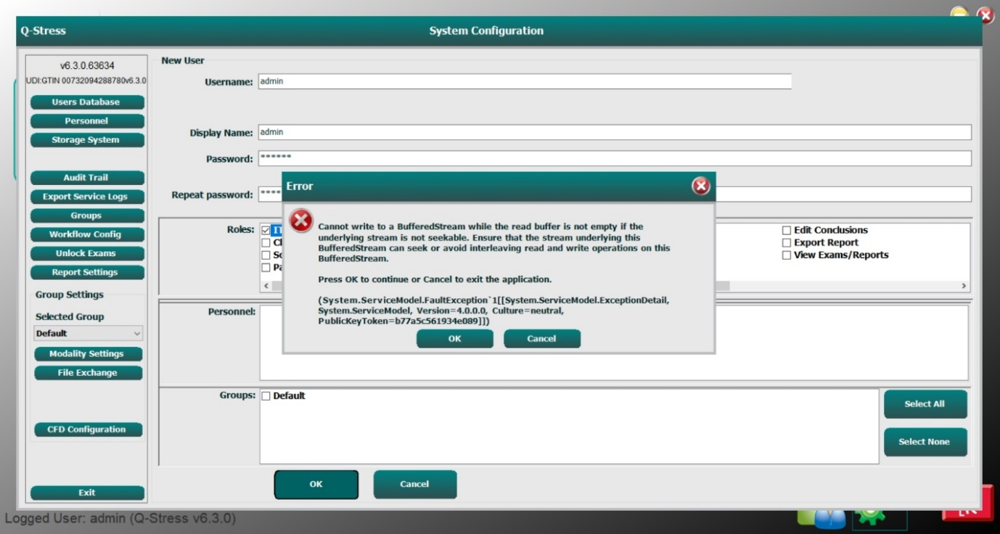 Q-Stress
System Configuration
v6.3.0.63634
UDI:GTIN 00732094288780v6.3.0
Users Database
Personnel
Storage System
Audit Trail
Export Service Logs
Groups
Workflow Config
Unlock Exams
Report Settings
Group Settings
Selected Group
Default
Modality Settings
File Exchange
CFD Configuration
Exit
New User
Username: admin
Display Name: admin
Password: ******
Repeat password: ****
Roles:
Edit Conclusions
Export Report
View Exams/Reports
Error
Cannot write to a BufferedStream while the read buffer is not empty if the
underlying stream is not seekable. Ensure that the stream underlying this
BufferedStream can seek or avoid interleaving read and write operations on this
BufferedStream.
Press OK to continue or Cancel to exit the application.
(System.ServiceModel.FaultException`1[[System.ServiceModel.ExceptionDetail,
System.ServiceModel, Version=4.0.0.0, Culture=neutral,
PublicKeyToken=b77a5c561934e089]])
OK
Cancel
Personnel:
Groups:
Default
Select All
Select None
OK
Cancel
Logged User: admin (Q-Stress v6.3.0)